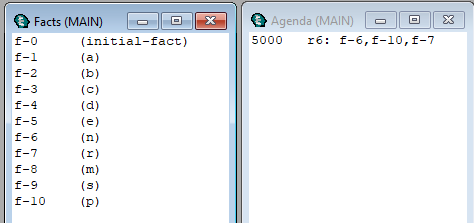 Facts (MAIN)
f-0 (initial-fact)
f-1 (a)
f-2 (b)
f-3 (c)
f-4 (d)
f-5 (e)
f-6 (n)
f-7 (r)
f-8 (m)
f-9 (s)
f-10 (p)
Agenda (MAIN)
5000 r6: f-6,f-10,f-7